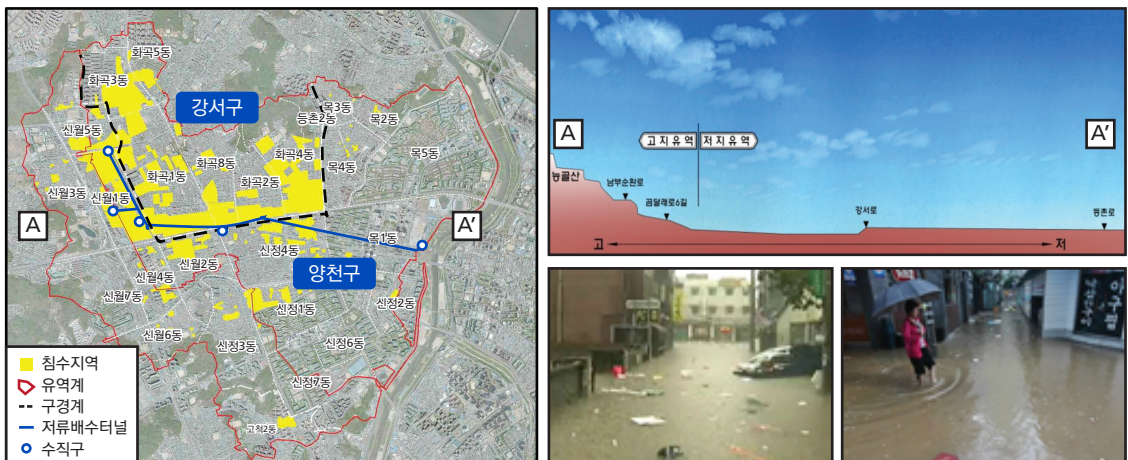 화곡5동
화곡3동
강서구
목3동
등촌2동
목2동
신월5동
목5동
화곡4동
화곡8동
목4동
화곡1동
화곡2동
신월3동
신월1동
A
A'
목1동
신정4동
신월2동
양천구
신월4동
신월7동
신정2동
신정1동
신월6동
신정3동
신정6동
신정7동
고척2동
침수지역
유역계
구경계
저류배수터널
수직구
A
A'
고지유역
저지유역
능골산
남부순환로
곰달래로6길
강서로
등촌로
고
저